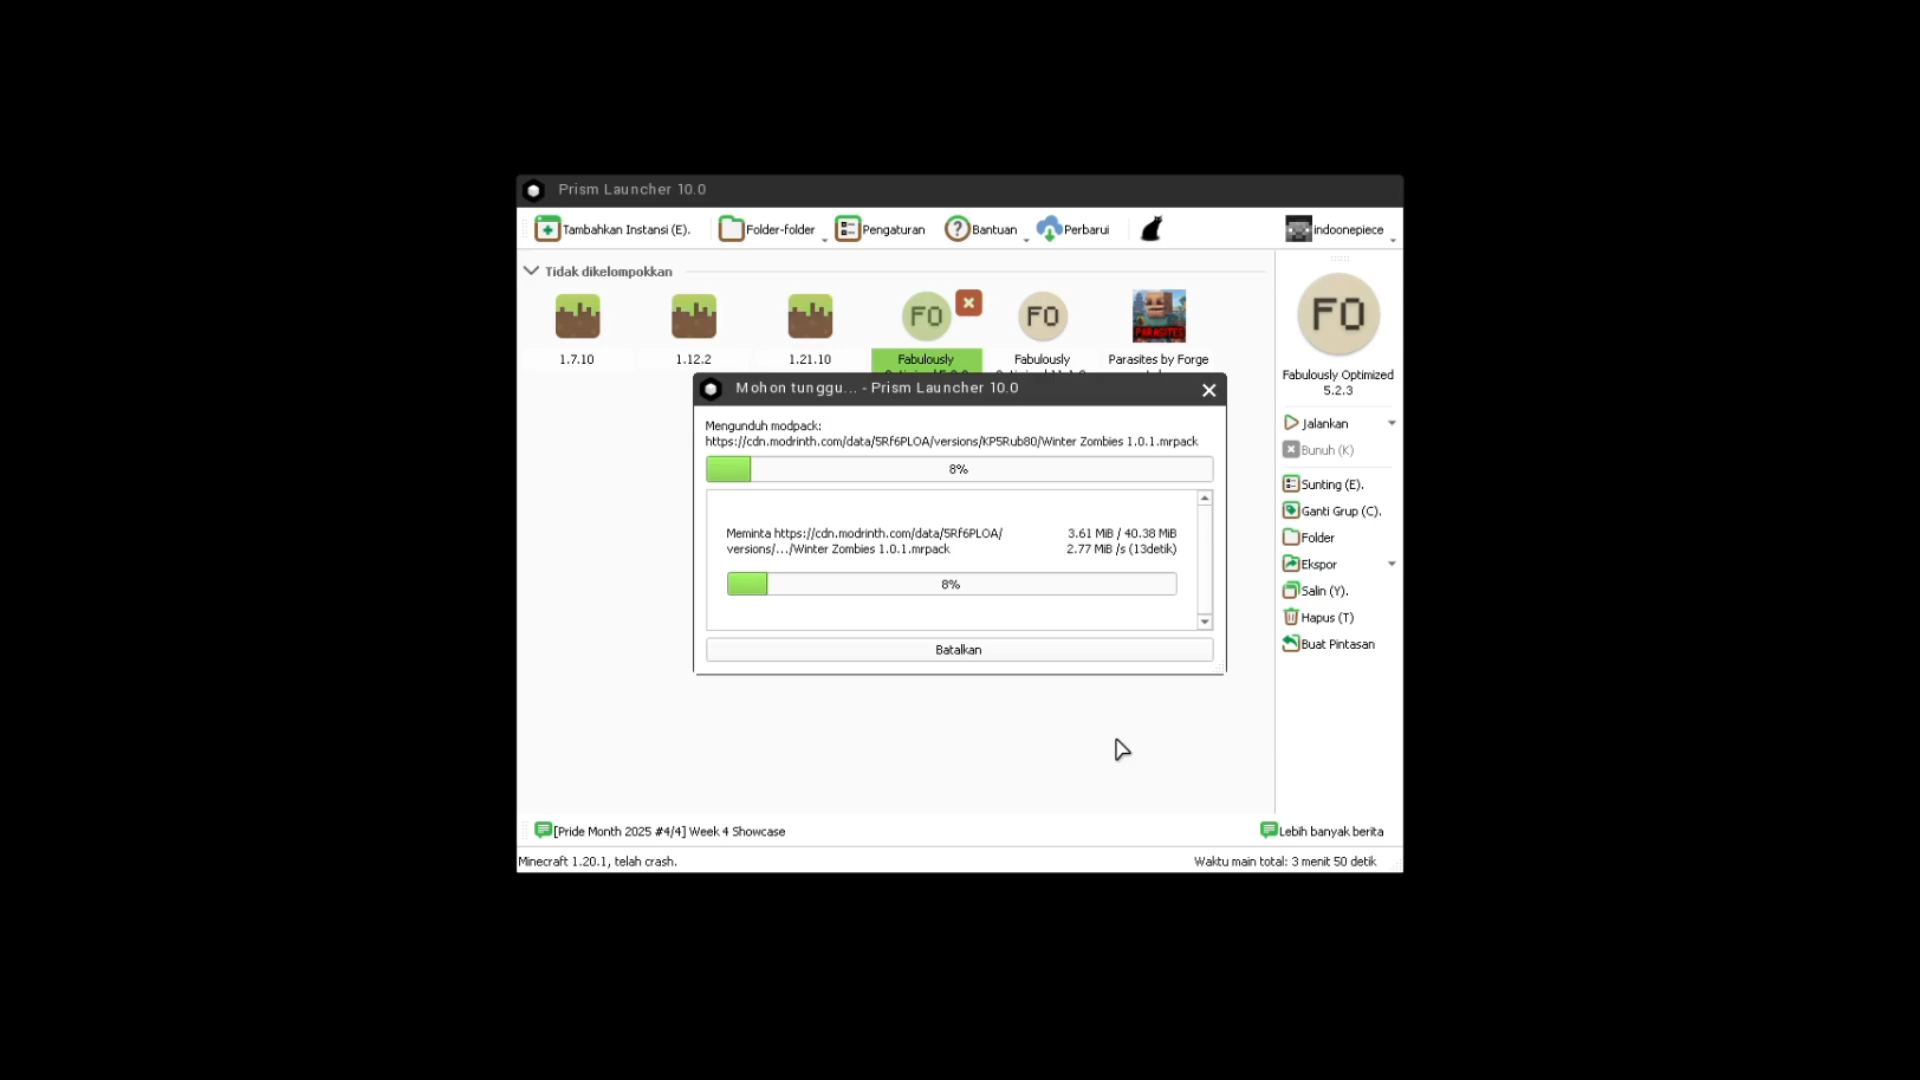 Prism Launcher 10.0
Tambahkan Instansi (E).
Folder-folder
Pengaturan
Bantuan
Perbarui
indoonepiece
Tidak dikelompokkan
FO
FO
PARASITES
1.7.10
1.12.2
1.21.10
Fabulously
Fabulously
Parasites by Forge
FO
Fabulously Optimized
5.2.3
Jalankan
Bunuh (K)
Sunting (E).
Ganti Grup (C).
Folder
Ekspor
Salin (Y).
Hapus (T)
Buat Pintasan
Mohon tunggu... - Prism Launcher 10.0
Mengunduh modpack:
https://cdn.modrinth.com/data/5Rf6PLOA/versions/KP5Rub80/Winter Zombies 1.0.1.mrpack
8%
Meminta https://cdn.modrinth.com/data/5Rf6PLOA/
versions/.../Winter Zombies 1.0.1.mrpack
3.61 MiB / 40.38 MiB
2.77 MiB /s (13detik)
8%
Batalkan
[Pride Month 2025 #4/4] Week 4 Showcase
Lebih banyak berita
Minecraft 1.20.1, telah crash.
Waktu main total: 3 menit 50 detik